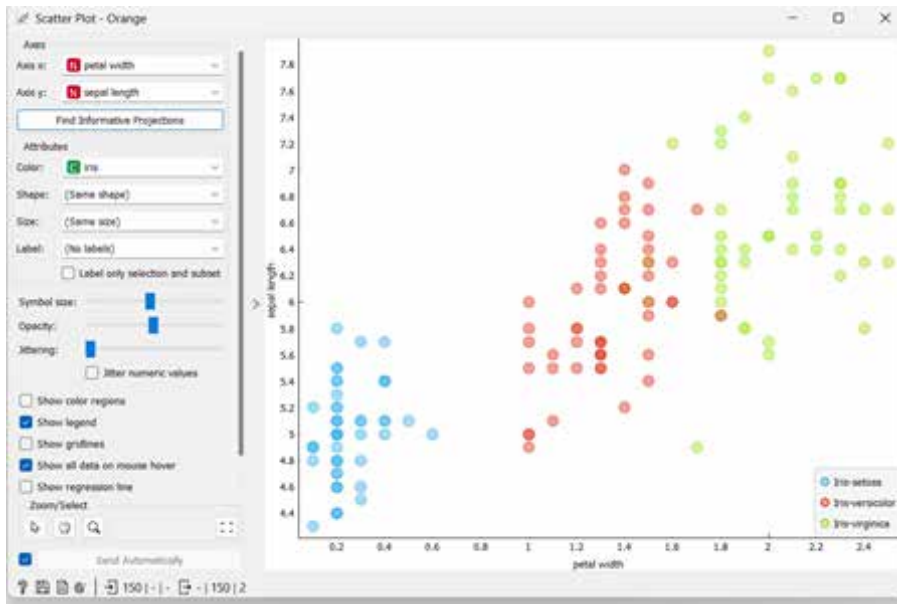 Scatter Plot - Orange
Axes
Axis x: N petal width
Axis y: N sepal length
Find Informative Projections
Attributes
Color: C iris
Shape: (Same shape)
Size: (Same size)
Label: (No labels)
Label only selection and subset
Symbol size:
Opacity:
Jittering:
Jitter numeric values
Show color regions
Show legend
Show gridlines
Show all data on mouse hover
Show regression line
Zoom/Select
Send Automatically
? 150 | - | - - | 150 | 2
sepal length
7.8
7.6
7.4
7.2
7
6.8
6.6
6.4
6.2
6
5.8
5.6
5.4
5.2
5
4.8
4.6
4.4
0.2 0.4 0.6 0.8 1 1.2 1.4 1.6 1.8 2 2.2 2.4
petal width
Iris-setosa
Iris-versicolor
Iris-virginica